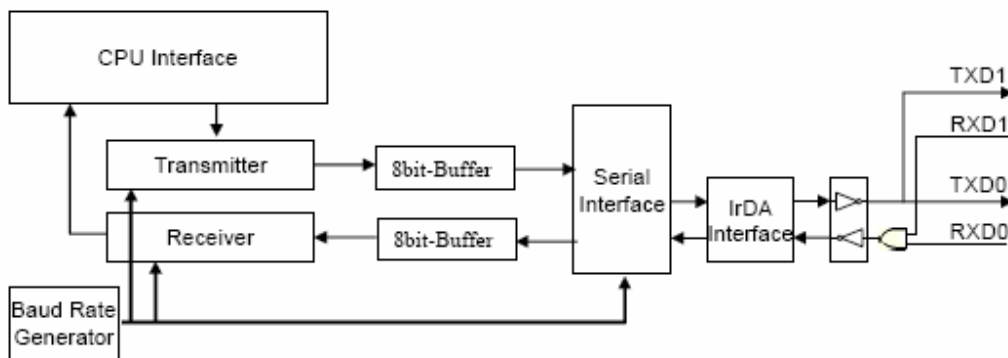 CPU Interface
TXD1
RXD1
Transmitter
8bit-Buffer
Serial
Interface
IrDA
Interface
TXD0
RXD0
Receiver
8bit-Buffer
Baud Rate
Generator